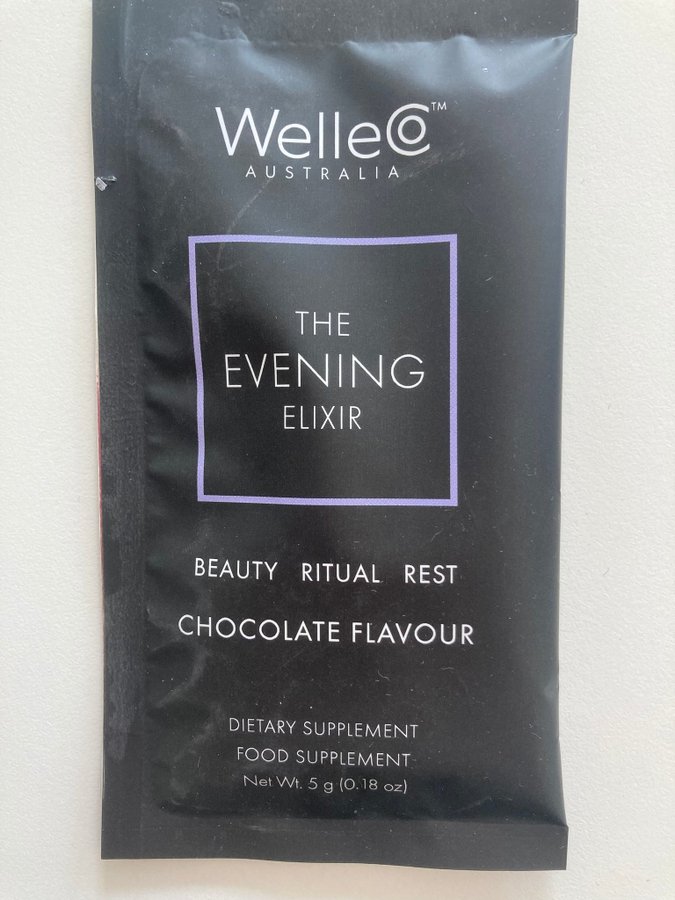 WelleCo™
AUSTRALIA
THE
EVENING
ELIXIR
BEAUTY RITUAL REST
CHOCOLATE FLAVOUR
DIETARY SUPPLEMENT
FOOD SUPPLEMENT
Net Wt. 5 g (0.18 oz)